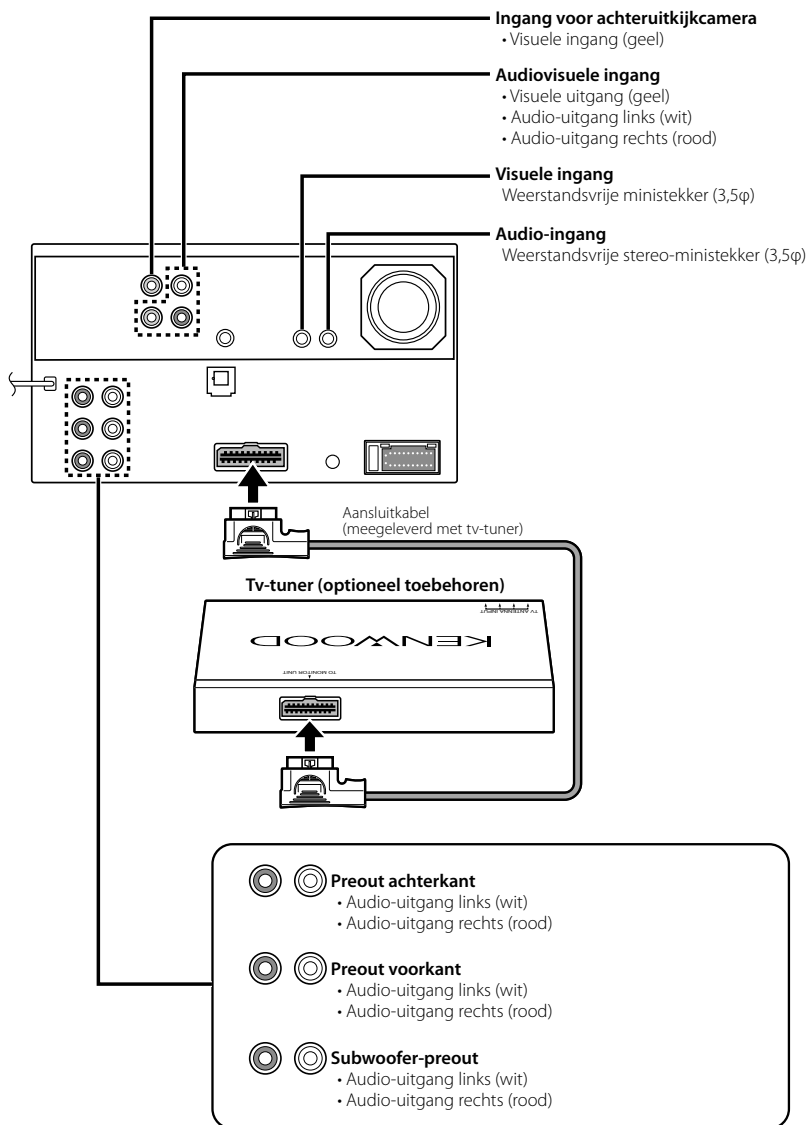 Ingang voor achteruitkijkcamera
• Visuele ingang (geel)
Audiovisuele ingang
• Visuele uitgang (geel)
• Audio-uitgang links (wit)
• Audio-uitgang rechts (rood)
Visuele ingang
Weerstandsvrije ministekker (3,5φ)
Audio-ingang
Weerstandsvrije stereo-ministekker (3,5φ)
Aansluitkabel
(meegeleverd met tv-tuner)
Tv-tuner (optioneel toebehoren)
TV ANTENNA INPUT
KENWOOD
TO MONITOR UNIT
Preout achterkant
• Audio-uitgang links (wit)
• Audio-uitgang rechts (rood)
Preout voorkant
• Audio-uitgang links (wit)
• Audio-uitgang rechts (rood)
Subwoofer-preout
• Audio-uitgang links (wit)
• Audio-uitgang rechts (rood)